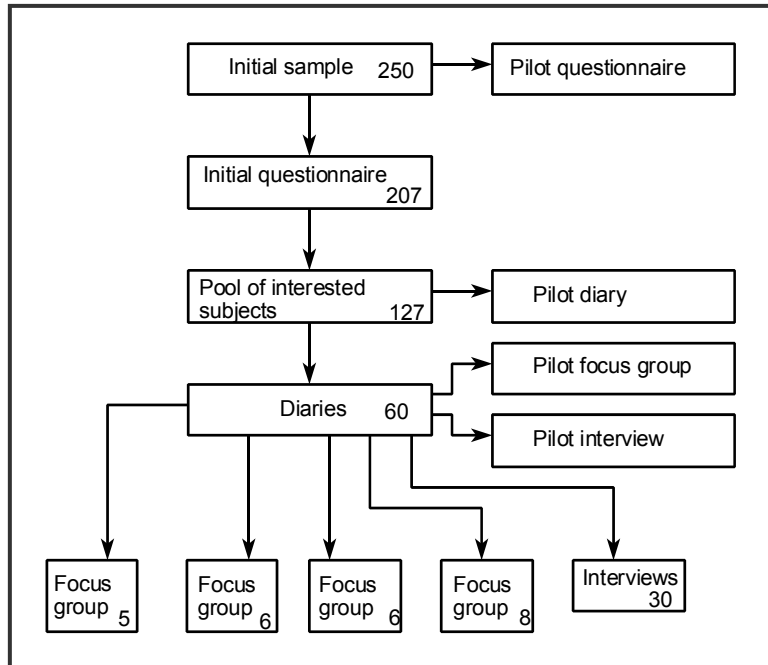 Initial sample 250
Pilot questionnaire
Initial questionnaire
207
Pool of interested
subjects 127
Pilot diary
Pilot focus group
Diaries 60
Pilot interview
Focus
group 5
Focus
group 6
Focus
group 6
Focus
group 8
Interviews
30